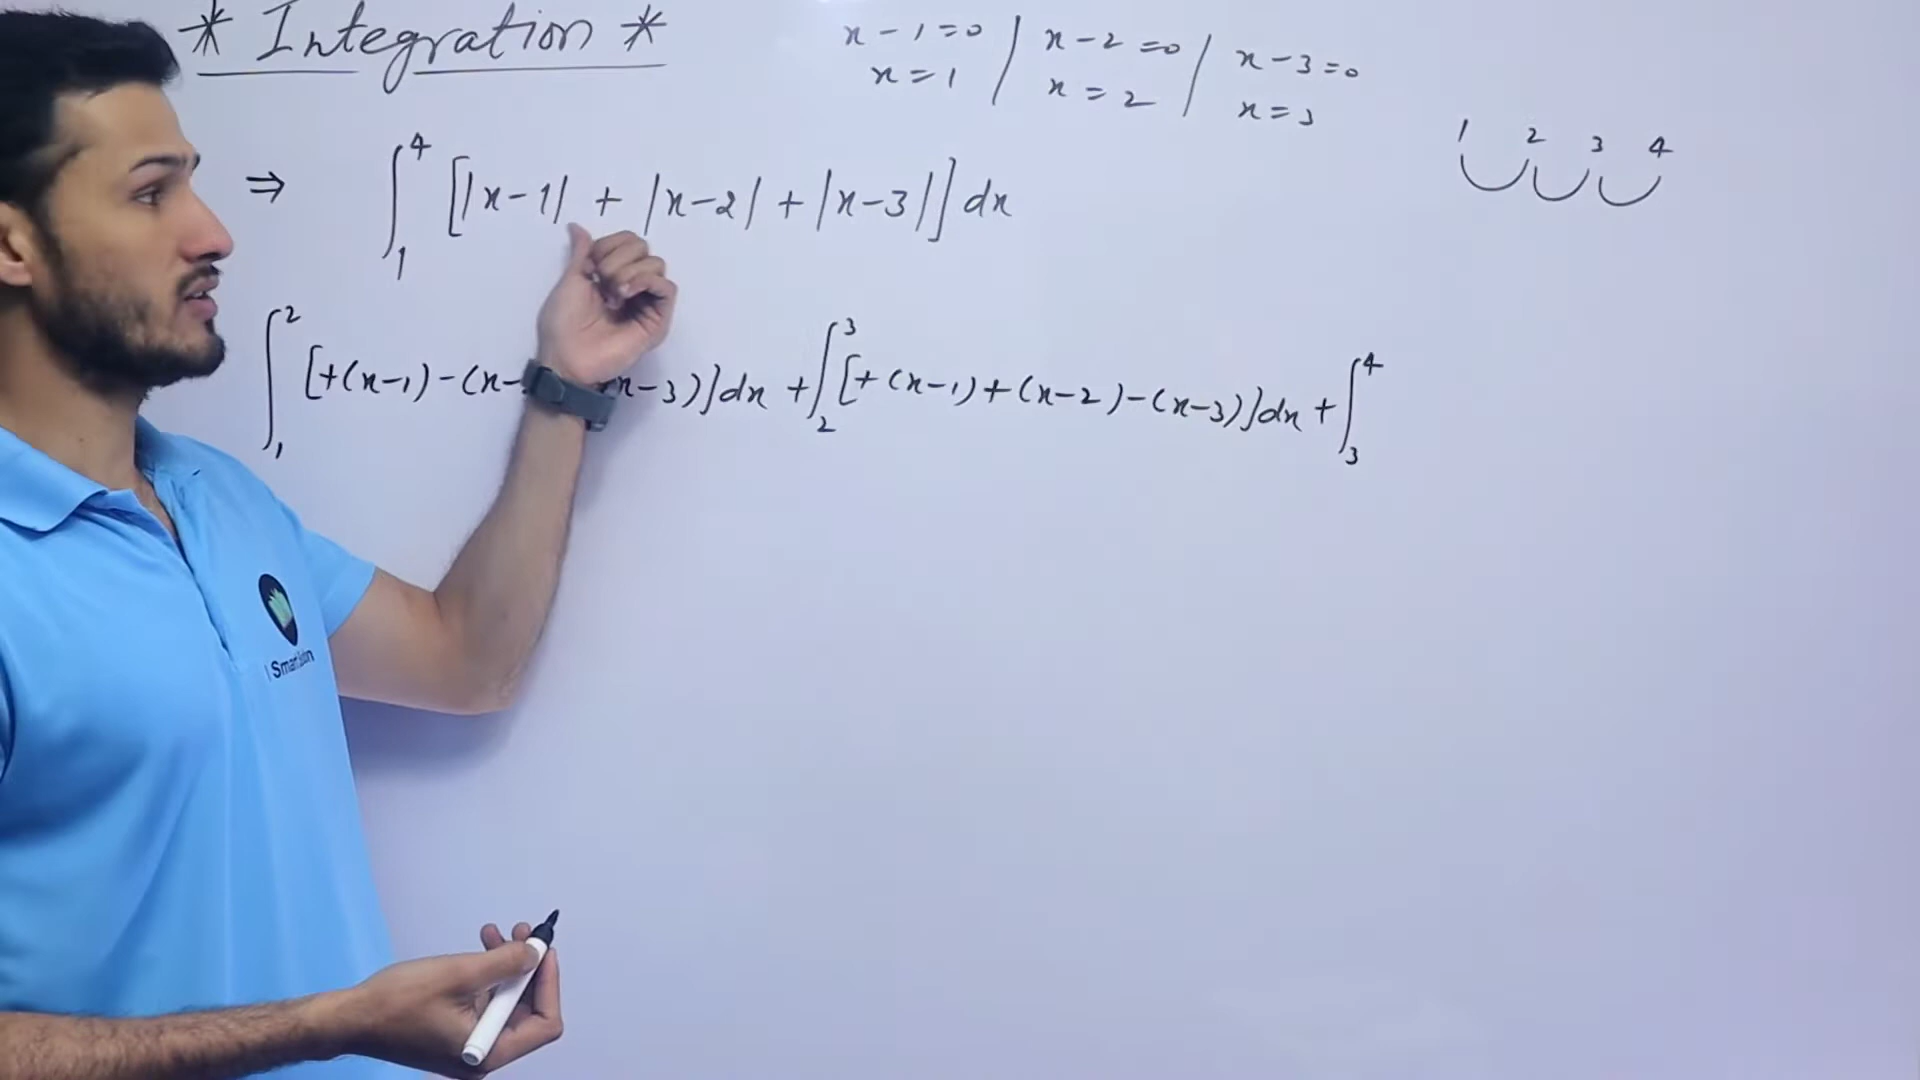 * Integration *
x - 1 = 0 / x - 2 = 0 / x - 3 = 0
x = 1 x = 2 x = 3
1 2 3 4
⇒ ∫₁⁴ [|x-1| + |x-2| + |x-3|] dx
∫₁² [+(x-1) - (x- x-3)] dx + ∫₂³ [+(x-1) + (x-2) - (x-3)] dx + ∫₃⁴
Smart